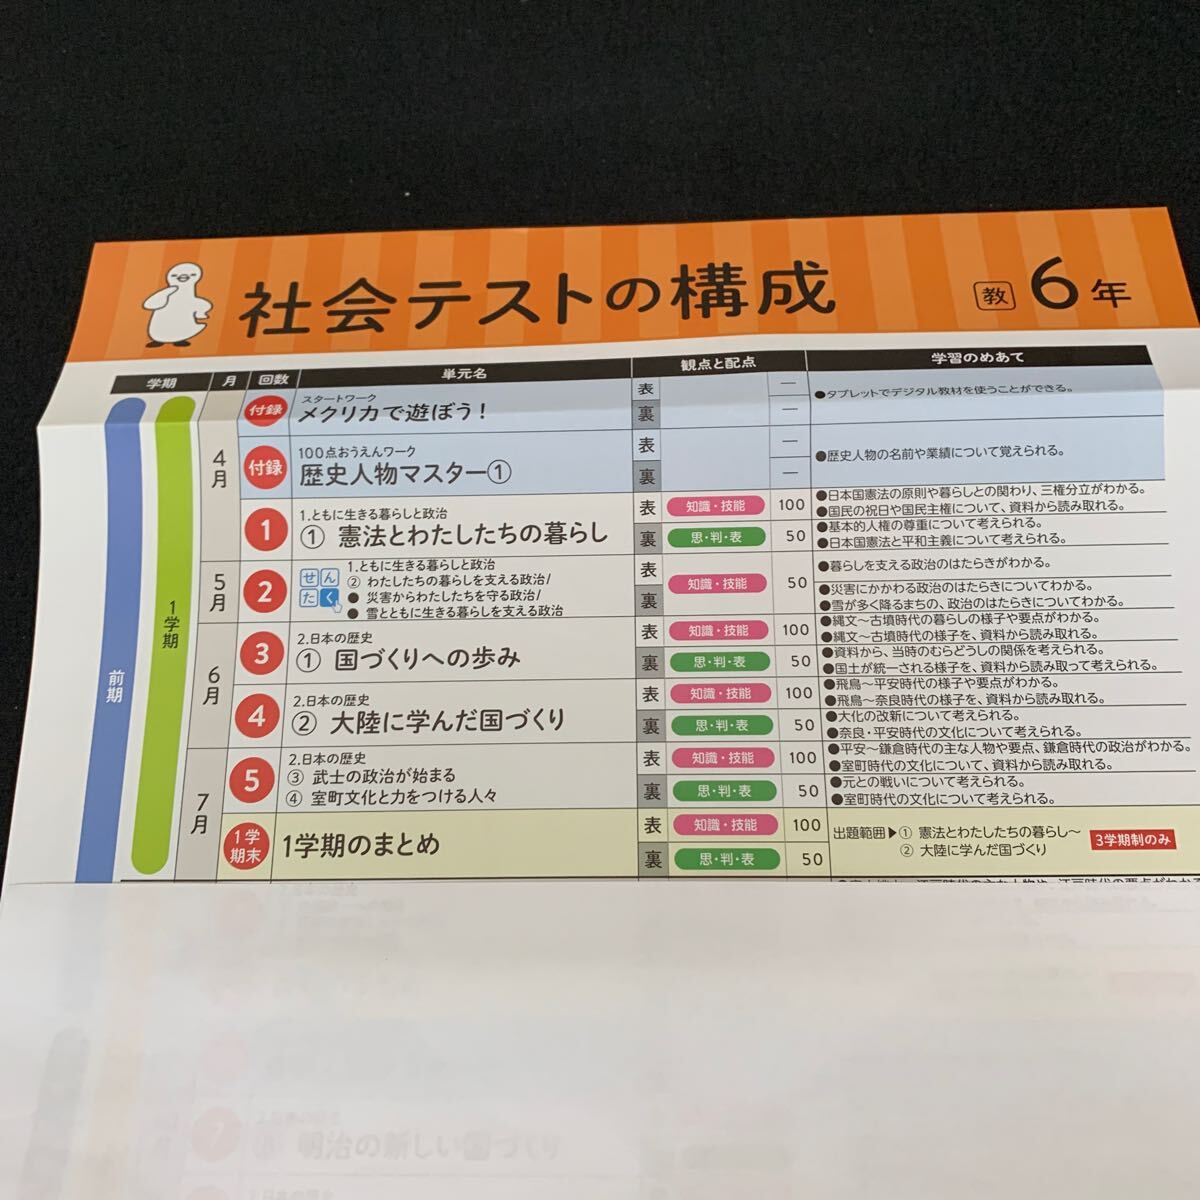 社会テストの構成
教 6年
学期 月 回数 単元名 観点と配点 学習のめあて
前期
1学期
4月
付録
スタートワーク
メクリカで遊ぼう!
表 —
裏 —
●タブレットでデジタル教材を使うことができる。
付録
100点おうえんワーク
歴史人物マスター①
表 —
裏 —
●歴史人物の名前や業績について覚えられる。
1
1.ともに生きる暮らしと政治
① 憲法とわたしたちの暮らし
表 知識・技能 100
裏 思・判・表 50
●日本国憲法の原則や暮らしとの関わり、三権分立がわかる。
●国民の祝日や国民主権について、資料から読み取れる。
●基本的人権の尊重について考えられる。
●日本国憲法と平和主義について考えられる。
5月
2
せんたく
1.ともに生きる暮らしと政治
② わたしたちの暮らしを支える政治/
● 災害からわたしたちを守る政治/
● 雪とともに生きる暮らしを支える政治
表
裏
知識・技能 50
●暮らしを支える政治のはたらきがわかる。
●災害にかかわる政治のはたらきについてわかる。
●雪が多く降るまちの、政治のはたらきについてわかる。
6月
3
2.日本の歴史
① 国づくりへの歩み
表 知識・技能 100
裏 思・判・表 50
●縄文〜古墳時代の暮らしの様子や要点がわかる。
●縄文〜古墳時代の様子を、資料から読み取れる。
●資料から、当時のむらどうしの関係を考えられる。
●国土が統一される様子を、資料から読み取って考えられる。
4
2.日本の歴史
② 大陸に学んだ国づくり
表 知識・技能 100
裏 思・判・表 50
●飛鳥〜平安時代の様子や要点がわかる。
●飛鳥〜奈良時代の様子を、資料から読み取れる。
●大化の改新について考えられる。
●奈良・平安時代の文化について考えられる。
7月
5
2.日本の歴史
③ 武士の政治が始まる
④ 室町文化と力をつける人々
表 知識・技能 100
裏 思・判・表 50
●平安〜鎌倉時代の主な人物や要点、鎌倉時代の政治がわかる。
●室町時代の文化について、資料から読み取れる。
●元との戦いについて考えられる。
●室町時代の文化について考えられる。
1学期末
1学期のまとめ
表 知識・技能 100
裏 思・判・表 50
出題範囲▶① 憲法とわたしたちの暮らし〜
② 大陸に学んだ国づくり
3学期制のみ
7
明治の新しい国づくり